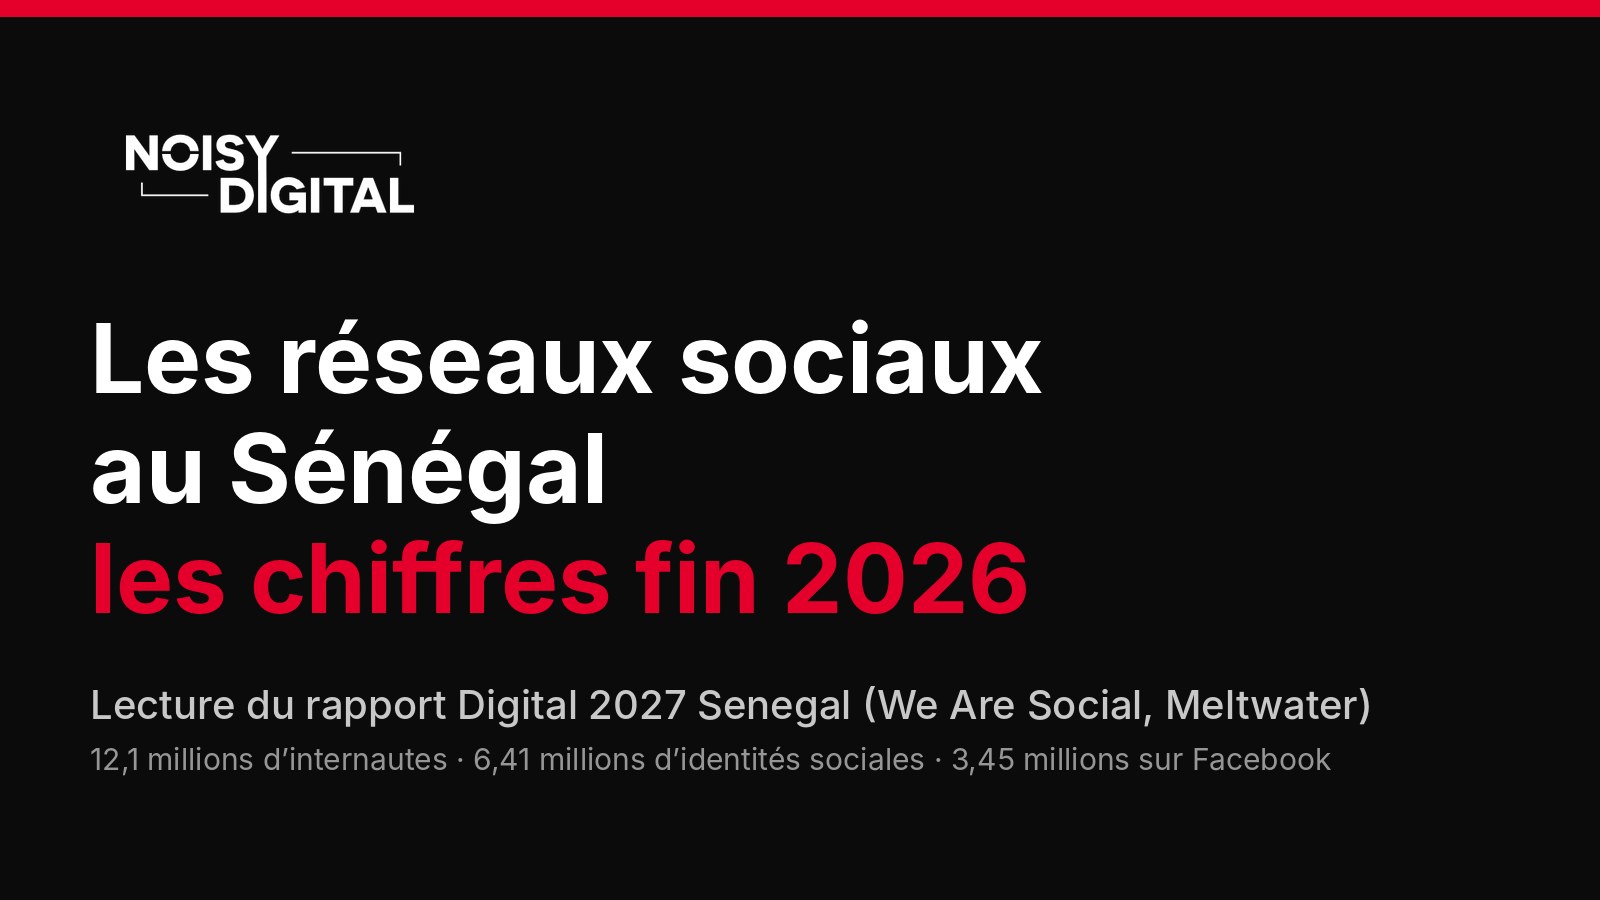 NOISY
DIGITAL
Les réseaux sociaux
au Sénégal
les chiffres fin 2026
Lecture du rapport Digital 2027 Senegal (We Are Social, Meltwater)
12,1 millions d’internautes · 6,41 millions d’identités sociales · 3,45 millions sur Facebook